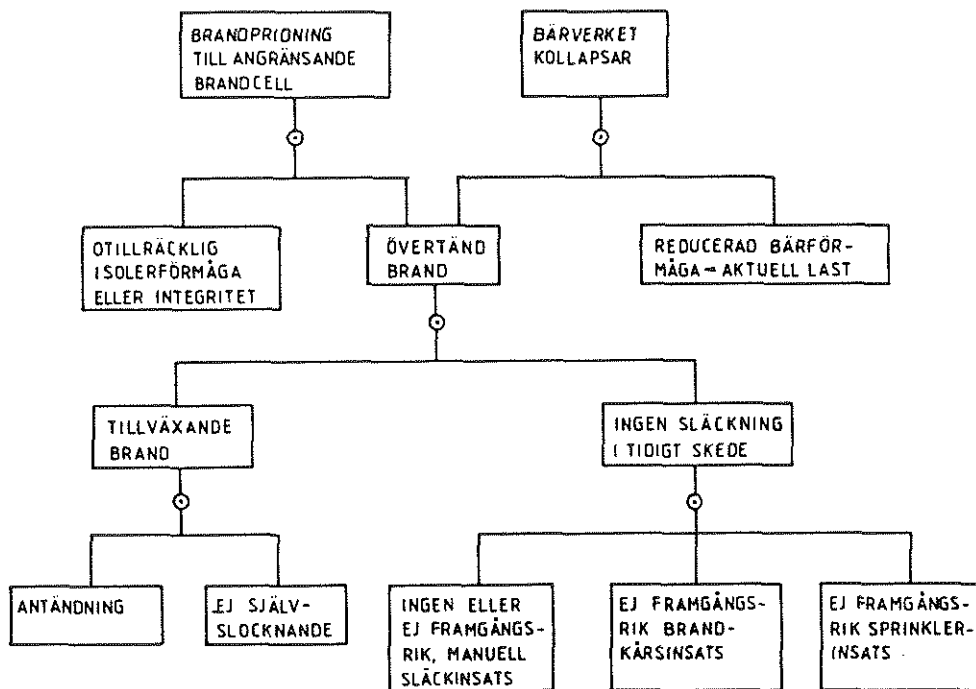 BRANDPRIDNING
TILL ANGRÄNSANDE
BRANDCELL
BÄRVERKET
KOLLAPSAR
OTILLRÄCKLIG
ISOLERFÖRMÅGA
ELLER INTEGRITET
ÖVERTÄND
BRAND
REDUCERAD BÄRFÖR-
MÅGA - AKTUELL LAST
TILLVÄXANDE
BRAND
INGEN SLÄCKNING
I TIDIGT SKEDE
ANTÄNDNING
EJ SJÄLV-
SLOCKNANDE
INGEN ELLER
EJ FRAMGÅNGS-
RIK, MANUELL
SLÄCKINSATS
EJ FRAMGÅNGS-
RIK BRAND-
KÅRSINSATS
EJ FRAMGÅNGS-
RIK SPRINKLER-
INSATS